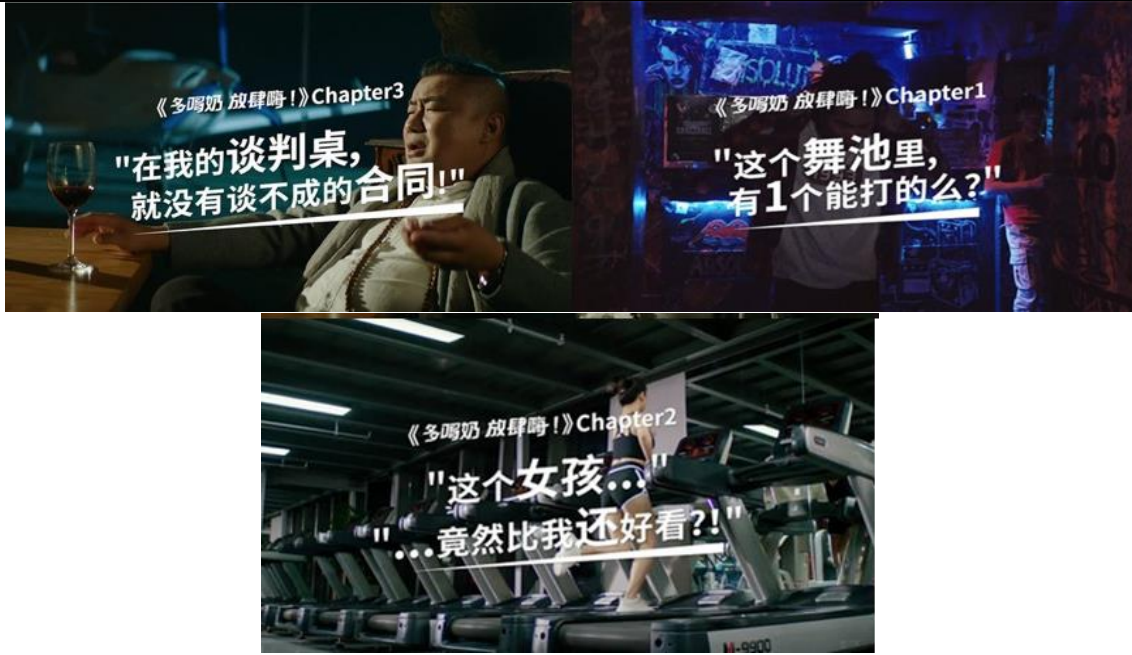 《多喝奶 放肆嗨!》Chapter3
"在我的谈判桌,
就没有谈不成的合同!"
《多喝奶 放肆嗨!》Chapter1
"这个舞池里,
有1个能打的么?"
ABSOLUT
《多喝奶 放肆嗨!》Chapter2
"这个女孩..."
"...竟然比我还好看?!"
M-9900